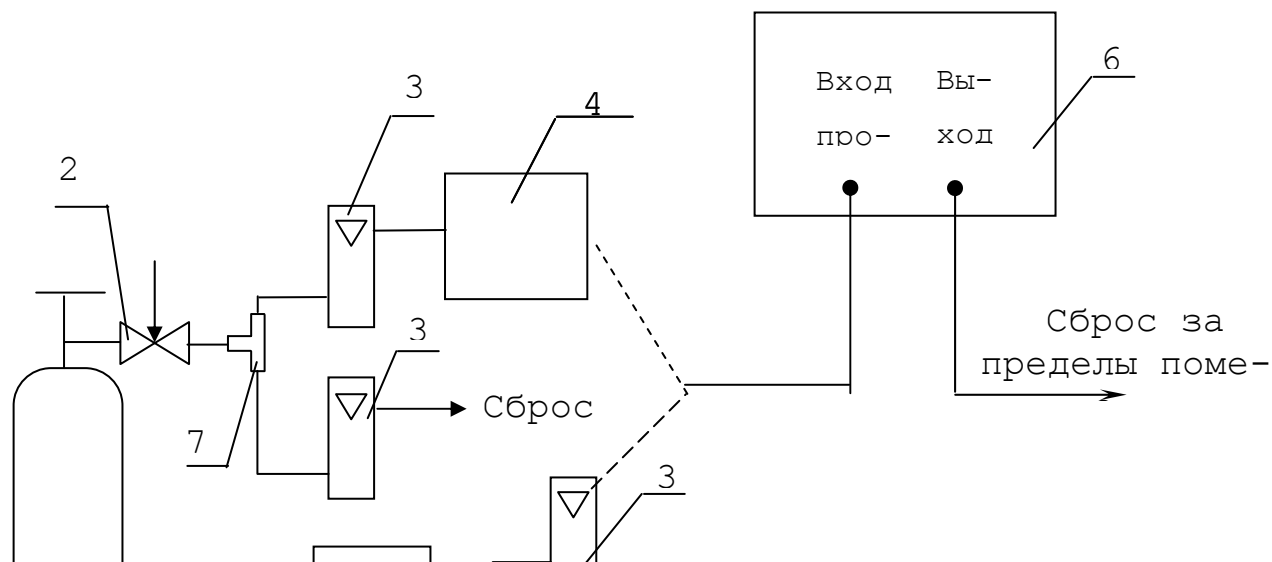 6
Вход Вы-
3
4
про- ход
2
Сброс за
3
пределы поме-
Сброс
7
3